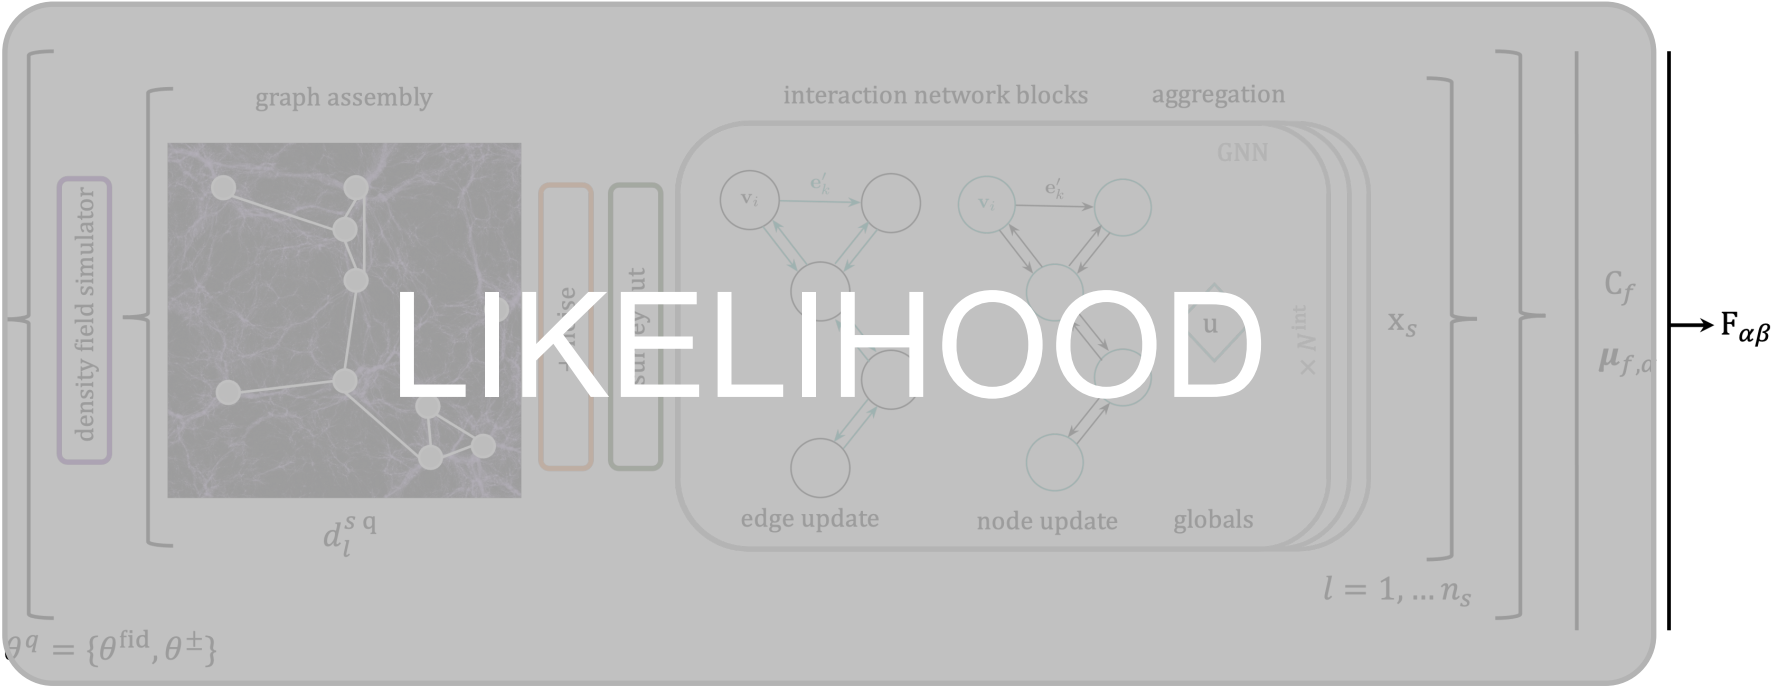 graph assembly
interaction network blocks
aggregation
GNN
density field simulator
v_i
e′_k
v_i
e′_k
LIKELIHOOD
u
× N^int
x_s
C_f
μ_f,
F_αβ
edge update
node update
globals
d_l^s q
l = 1, … n_s
θ^q = {θ^fid, θ^±}